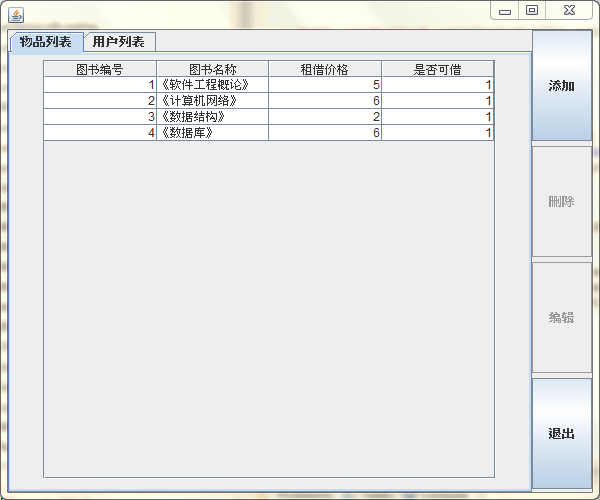 物品列表 用户列表
图书编号 图书名称 租借价格 是否可借
1 《软件工程概论》 5 1
2 《计算机网络》 6 1
3 《数据结构》 2 1
4 《数据库》 6 1
添加
删除
编辑
退出